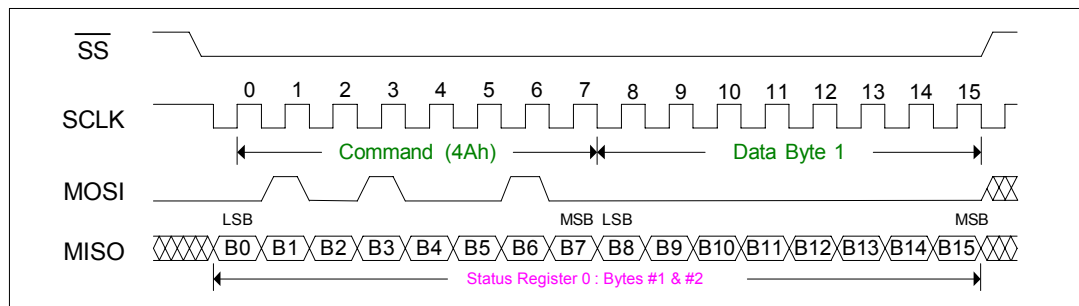 SS
0 1 2 3 4 5 6 7 8 9 10 11 12 13 14 15
SCLK
Command (4Ah) Data Byte 1
MOSI
LSB MSB LSB MSB
MISO B0 B1 B2 B3 B4 B5 B6 B7 B8 B9 B10 B11 B12 B13 B14 B15
Status Register 0 : Bytes #1 & #2